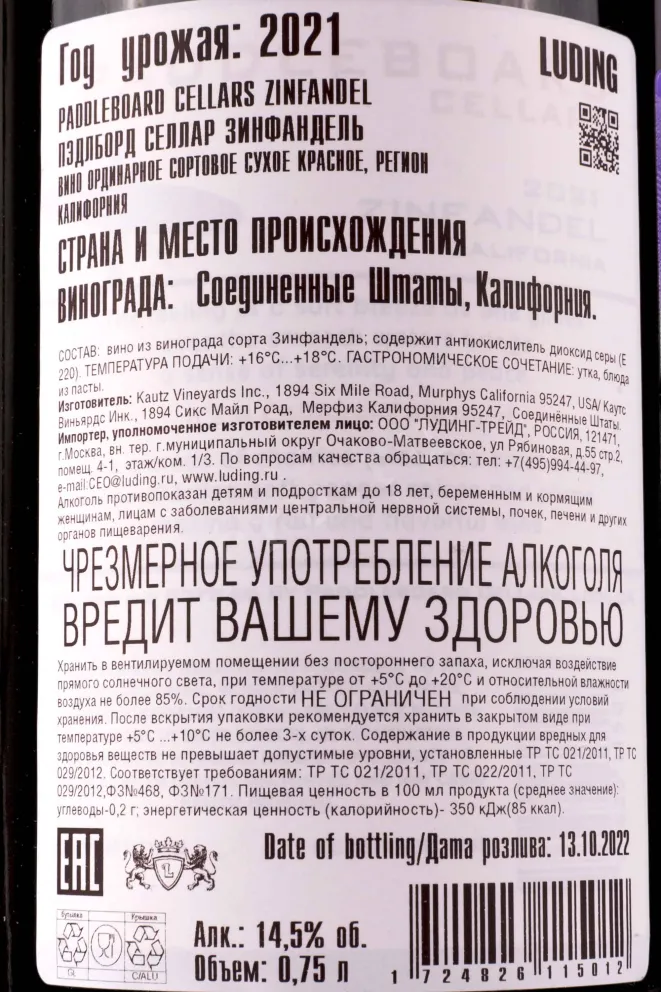 Год урожая: 2021
LUDING
PADDLEBOARD CELLARS ZINFANDEL
ПЭДЛБОРД СЕЛЛАР ЗИНФАНДЕЛЬ
ВИНО ОРДИНАРНОЕ СОРТОВОЕ СУХОЕ КРАСНОЕ, РЕГИОН
КАЛИФОРНИЯ
СТРАНА И МЕСТО ПРОИСХОЖДЕНИЯ
ВИНОГРАДА: Соединенные Штаты, Калифорния.
СОСТАВ: вино из винограда сорта Зинфандель; содержит антиокислитель диоксид серы (E
220). ТЕМПЕРАТУРА ПОДАЧИ: +16°C...+18°C. ГАСТРОНОМИЧЕСКОЕ СОЧЕТАНИЕ: утка, блюда
из пасты.
Изготовитель: Kautz Vineyards Inc., 1894 Six Mile Road, Murphys California 95247, USA/ Каутс
Виньярдс Инк., 1894 Сикс Майл Роад, Мерфиз Калифорния 95247, Соединённые Штаты.
Импортер, уполномоченное изготовителем лицо: ООО "ЛУДИНГ-ТРЕЙД", РОССИЯ, 121471,
г.Москва, вн. тер. г.муниципальный округ Очаково-Матвеевское, ул Рябиновая, д.55 стр.2,
помещ. 4-1, этаж/ком. 1/3. По вопросам качества обращаться: тел: +7(495)994-44-97,
e-mail:CEO@luding.ru, www.luding.ru .
Алкоголь противопоказан детям и подросткам до 18 лет, беременным и кормящим
женщинам, лицам с заболеваниями центральной нервной системы, почек, печени и других
органов пищеварения.
ЧРЕЗМЕРНОЕ УПОТРЕБЛЕНИЕ АЛКОГОЛЯ
ВРЕДИТ ВАШЕМУ ЗДОРОВЬЮ
Хранить в вентилируемом помещении без постороннего запаха, исключая воздействие
прямого солнечного света, при температуре от +5°C до +20°C и относительной влажности
воздуха не более 85%. Срок годности НЕ ОГРАНИЧЕН при соблюдении условий
хранения. После вскрытия упаковки рекомендуется хранить в закрытом виде при
температуре +5°C ...+10°C не более 3-х суток. Содержание в продукции вредных для
здоровья веществ не превышает допустимые уровни, установленные ТР ТС 021/2011, ТР ТС
029/2012. Соответствует требованиям: ТР ТС 021/2011, ТР ТС 022/2011, ТР ТС
029/2012,ФЗ№468, ФЗ№171. Пищевая ценность в 100 мл продукта (среднее значение):
углеводы-0,2 г; энергетическая ценность (калорийность)- 350 кДж(85 ккал).
EAC
L
Date of bottling/Дата розлива: 13.10.2022
Бутылка Крышка
Q C/ALU
Алк.: 14,5% об.
Объем: 0,75 л
1 724826 115012